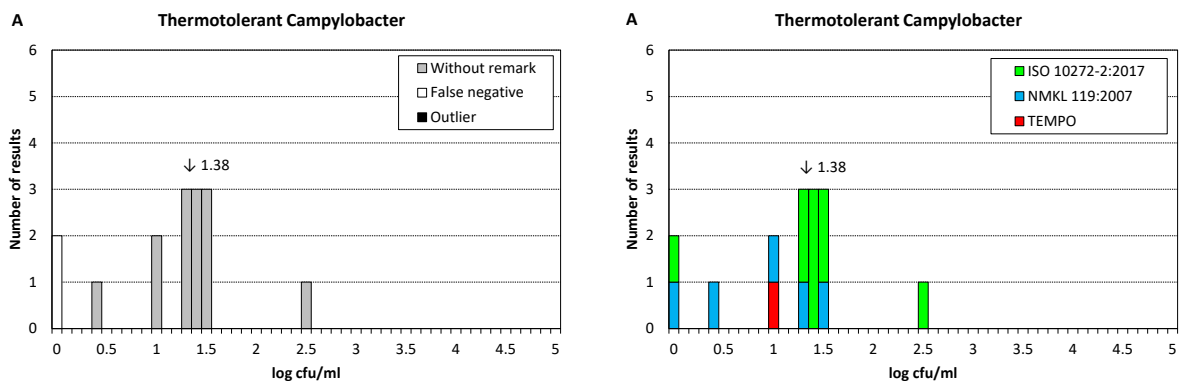 A
Thermotolerant Campylobacter
Number of results
6
5
4
3
2
1
0
Without remark
False negative
Outlier
↓ 1.38
0 0.5 1 1.5 2 2.5 3 3.5 4 4.5 5
log cfu/ml
A
Thermotolerant Campylobacter
Number of results
6
5
4
3
2
1
0
ISO 10272-2:2017
NMKL 119:2007
TEMPO
↓ 1.38
0 0.5 1 1.5 2 2.5 3 3.5 4 4.5 5
log cfu/ml